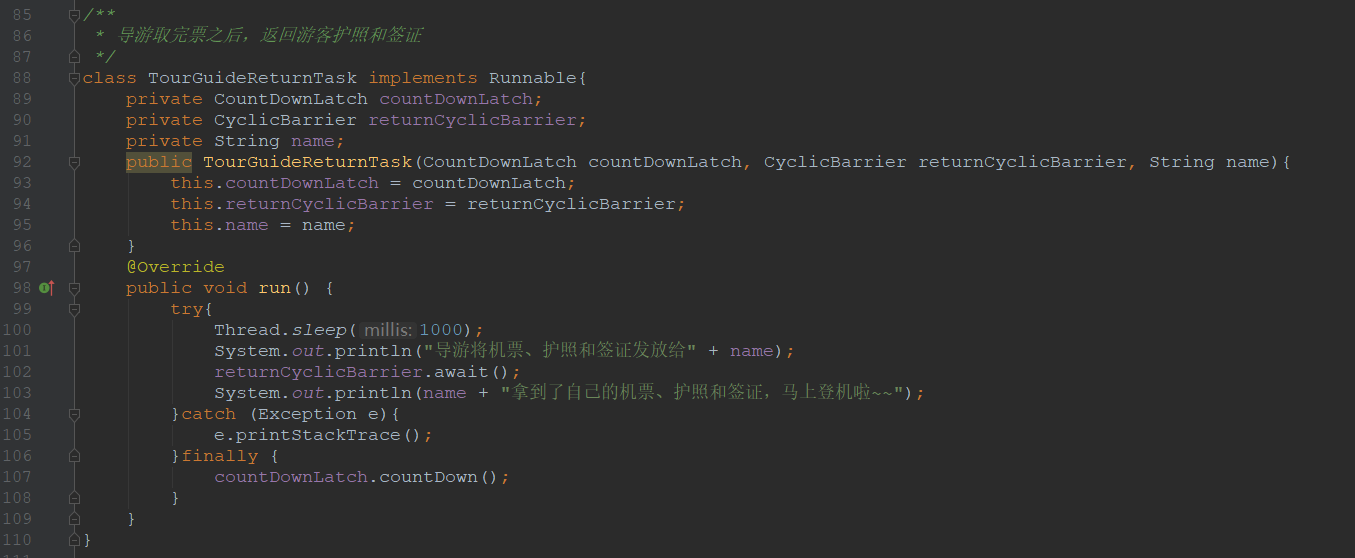 85 /**
86 * 导游取完票之后，返回游客护照和签证
87 */
88 class TourGuideReturnTask implements Runnable{
89 private CountDownLatch countDownLatch;
90 private CyclicBarrier returnCyclicBarrier;
91 private String name;
92 public TourGuideReturnTask(CountDownLatch countDownLatch, CyclicBarrier returnCyclicBarrier, String name){
93 this.countDownLatch = countDownLatch;
94 this.returnCyclicBarrier = returnCyclicBarrier;
95 this.name = name;
96 }
97 @Override
98 public void run() {
99 try{
100 Thread.sleep( millis: 1000);
101 System.out.println("导游将机票、护照和签证发放给" + name);
102 returnCyclicBarrier.await();
103 System.out.println(name + "拿到了自己的机票、护照和签证，马上登机啦~~");
104 }catch (Exception e){
105 e.printStackTrace();
106 }finally {
107 countDownLatch.countDown();
108 }
109 }
110 }